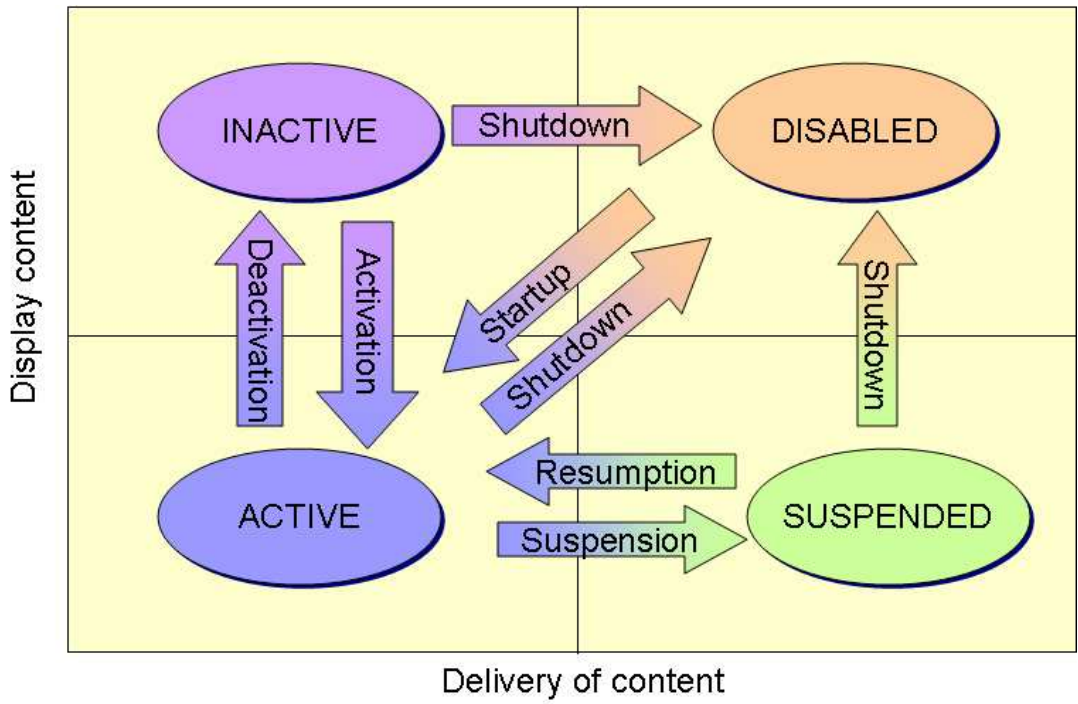 INACTIVE
Shutdown
DISABLED
Display content
Deactivation
Activation
Startup
Shutdown
Shutdown
ACTIVE
Resumption
Suspension
SUSPENDED
Delivery of content